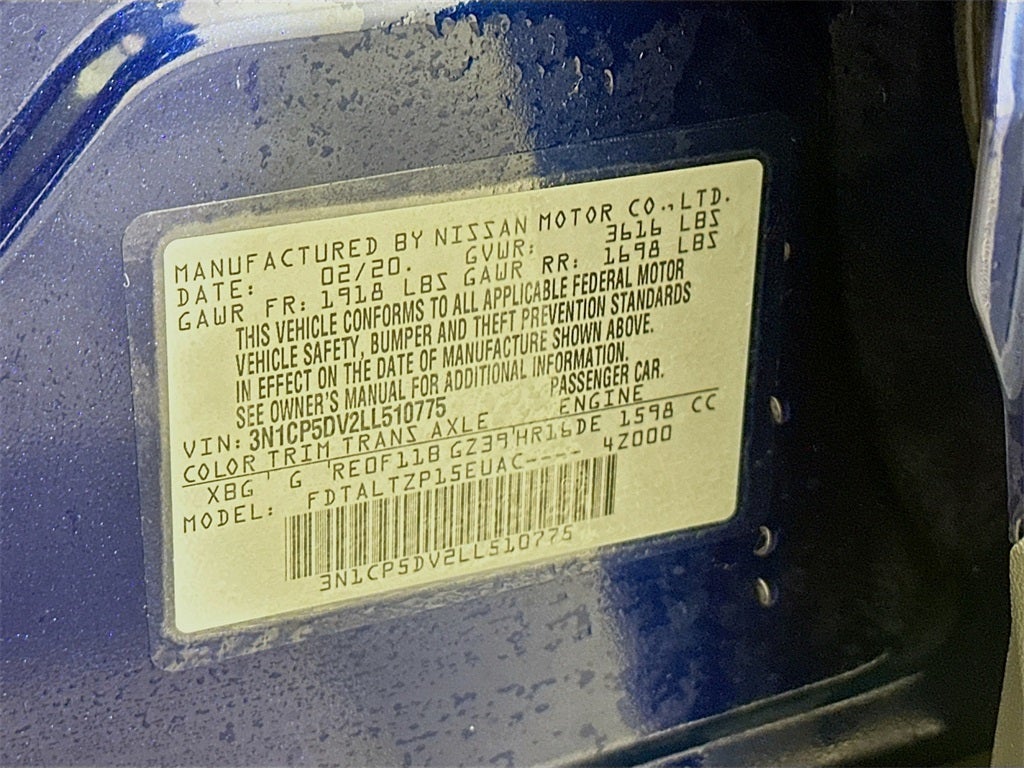 MANUFACTURED BY NISSAN MOTOR CO.,LTD.
DATE: 02/20. GVWR: 3616 LBS
GAWR FR: 1918 LBS GAWR RR: 1698 LBS
THIS VEHICLE CONFORMS TO ALL APPLICABLE FEDERAL MOTOR
VEHICLE SAFETY, BUMPER AND THEFT PREVENTION STANDARDS
IN EFFECT ON THE DATE OF MANUFACTURE SHOWN ABOVE.
SEE OWNER'S MANUAL FOR ADDITIONAL INFORMATION.
VIN: 3N1CP5DV2LL510775 PASSENGER CAR.
COLOR TRIM TRANS AXLE ENGINE
XBG G RE0F11B GZ39 HR16DE 1598 CC
MODEL: FDTALTZP15EUAC---- 4Z000
3N1CP5DV2LL510775